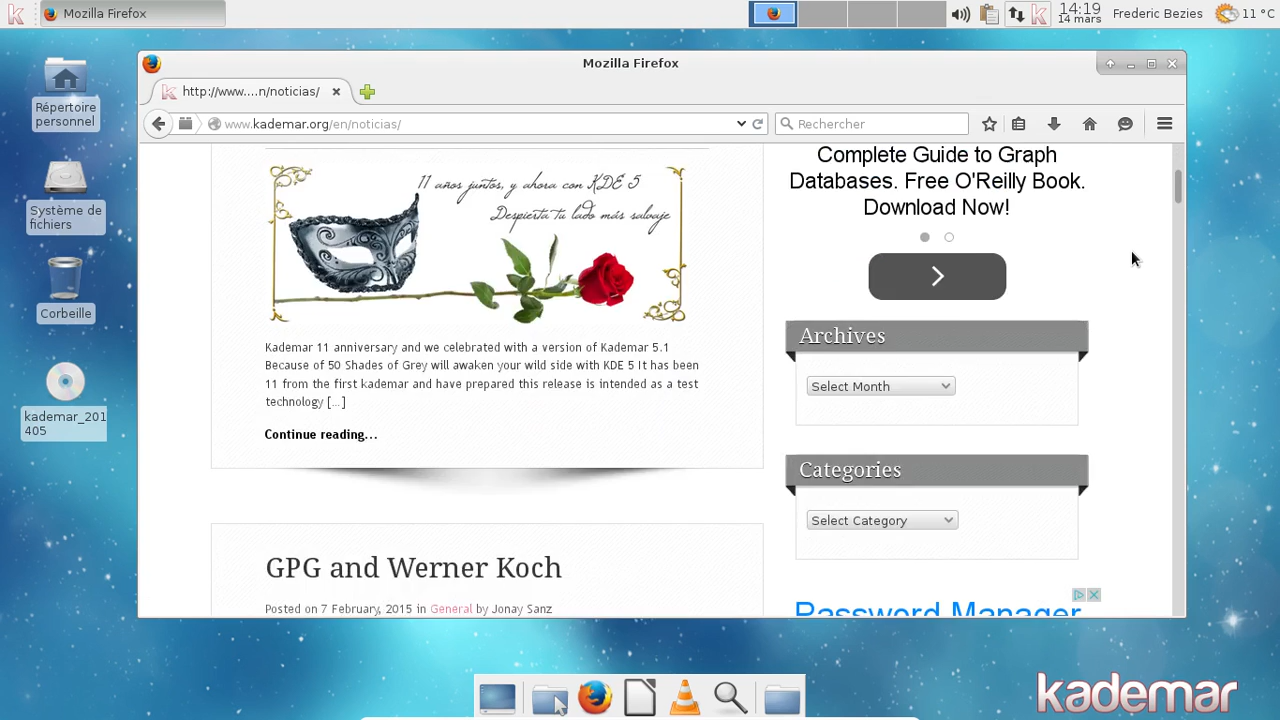 Mozilla Firefox
14:19
14 mars
Frederic Bezies
11 °C
Répertoire
personnel
Système de
fichiers
Corbeille
kademar_201
405
Mozilla Firefox
http://www....n/noticias/
www.kademar.org/en/noticias/
Rechercher
11 años juntos, y ahora con KDE 5
Despierta tu lado más salvaje
Kademar 11 anniversary and we celebrated with a version of Kademar 5.1
Because of 50 Shades of Grey will awaken your wild side with KDE 5 It has been
11 from the first kademar and have prepared this release is intended as a test
technology [...]
Continue reading...
GPG and Werner Koch
Posted on 7 February, 2015 in General by Jonay Sanz
Complete Guide to Graph
Databases. Free O'Reilly Book.
Download Now!
Archives
Select Month
Categories
Select Category
Password Manager
kademar